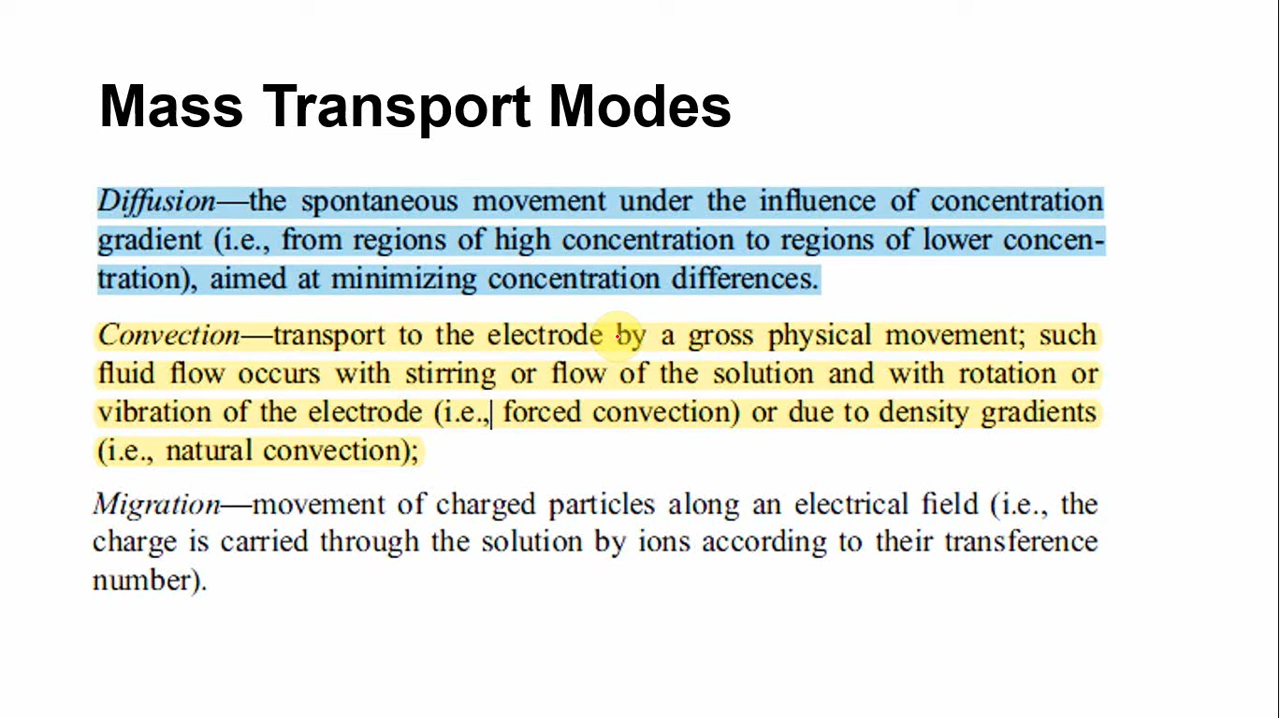 Mass Transport Modes
Diffusion—the spontaneous movement under the influence of concentration
gradient (i.e., from regions of high concentration to regions of lower concen-
tration), aimed at minimizing concentration differences.
Convection—transport to the electrode by a gross physical movement; such
fluid flow occurs with stirring or flow of the solution and with rotation or
vibration of the electrode (i.e., forced convection) or due to density gradients
(i.e., natural convection);
Migration—movement of charged particles along an electrical field (i.e., the
charge is carried through the solution by ions according to their transference
number).